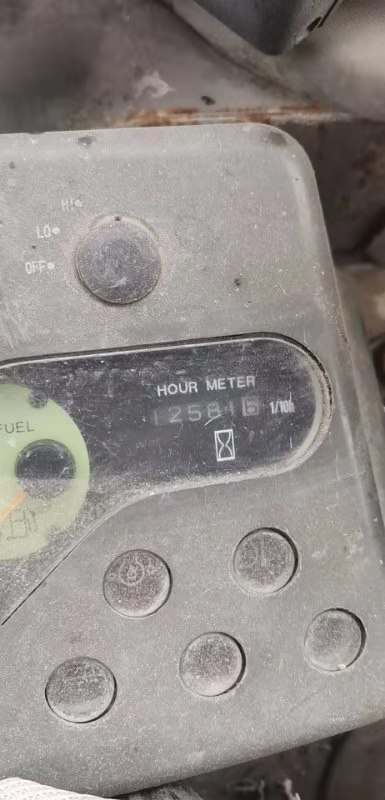 HI
LO
OFF
HOUR METER
125816 1/10h
FUEL